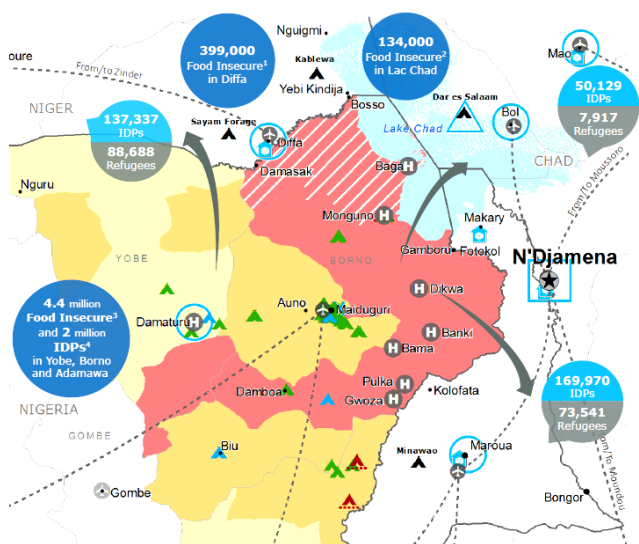 Nguigmi
Kablewa
oure
From/to Zinder
399,000
Food Insecure1
in Diffa
134,000
Food Insecure2
in Lac Chad
Yebi Kindija
Bosso
Mao
50,129
IDPs
7,917
Refugees
NIGER
137,337
IDPs
88,688
Refugees
Sayam Forage
Diffa
Dar es Salaam
Bol
Lake Chad
CHAD
Damasak
Baga
H
Nguru
Monguno
H
Makary
From/To Moussoro
YOBE
BORNO
Gamboru
Fotokol
N'Djamena
4.4 million
Food Insecure3
and 2 million
IDPs4
in Yobe, Borno
and Adamawa
Auno
Maiduguri
Dikwa
H
Damaturu
H
Banki
H
Bama
H
169,970
IDPs
73,541
Refugees
Damboa
Pulka
H
Gwoza
H
Kolofata
NIGERIA
GOMBE
Biu
Minawao
Maroua
From/To Moundou
Gombe
Bongor